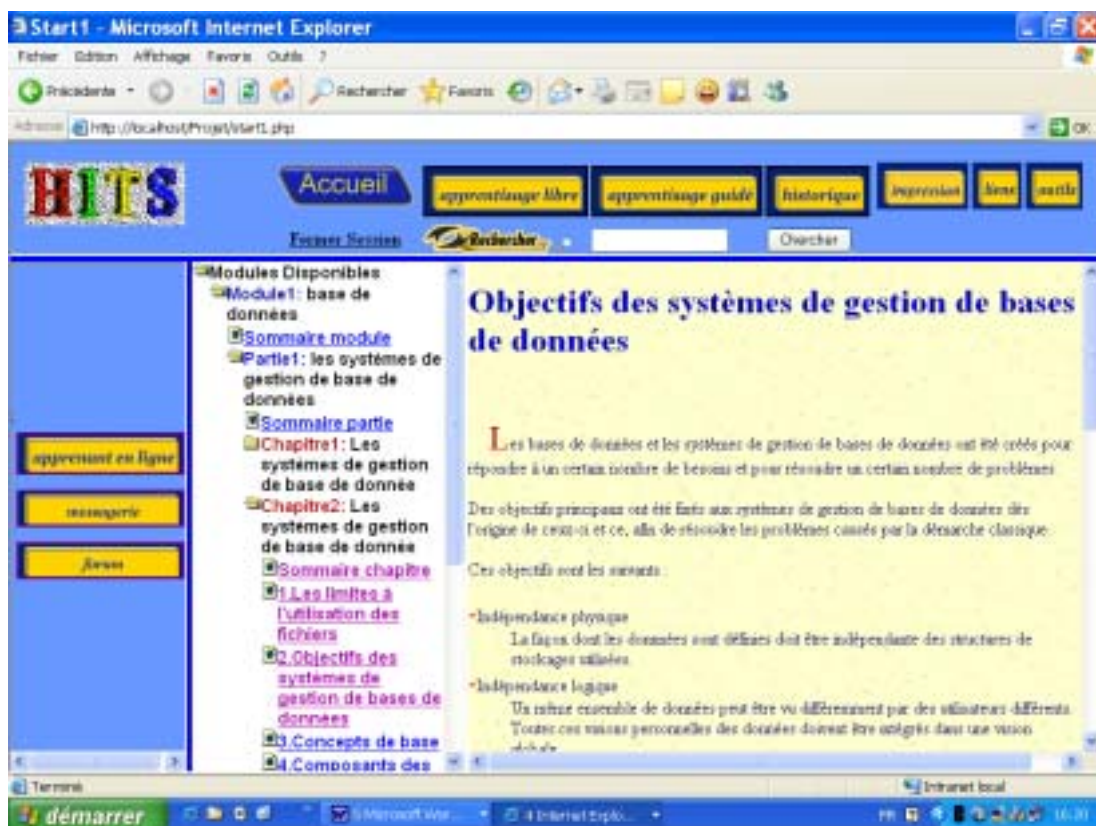 Start1 - Microsoft Internet Explorer
Fichier Edition Affichage Favoris Outils ?
Précédente Rechercher Favoris
Adresse http://localhost/Projet/start1.php OK
HITS
Accueil
apprentissage libre
apprentissage guidé
historique
impression
liens
outils
Fermer Session
Rechercher
Chercher
apprenant en ligne
messagerie
forum
Modules Disponibles
Module1: base de
données
Sommaire module
Partie1: les systèmes de
gestion de base de
données
Sommaire partie
Chapitre1: Les
systèmes de gestion
de base de donnée
Chapitre2: Les
systèmes de gestion
de base de donnée
Sommaire chapitre
1.Les limites à
l'utilisation des
fichiers
2.Objectifs des
systèmes de
gestion de bases de
données
3.Concepts de base
4.Composants des
Objectifs des systèmes de gestion de bases
de données
Les bases de données et les systèmes de gestion de bases de données ont été créés pour
répondre à un certain nombre de besoins et pour résoudre un certain nombre de problèmes
Des objectifs principaux ont été fixés aux systèmes de gestion de bases de données dès
l'origine de ceux-ci et ce, afin de résoudre les problèmes causés par la démarche classique.
Ces objectifs sont les suivants :
Indépendance physique
La façon dont les données sont définies doit être indépendante des structures de
stockages utilisées.
Indépendance logique
Un même ensemble de données peut être vu différemment par des utilisateurs différents.
Toutes ces visions personnelles des données doivent être intégrés dans une vision
globale.
Terminé Intranet local
démarrer 5 Microsoft Wor... 4 Internet Explo... FR 16:20